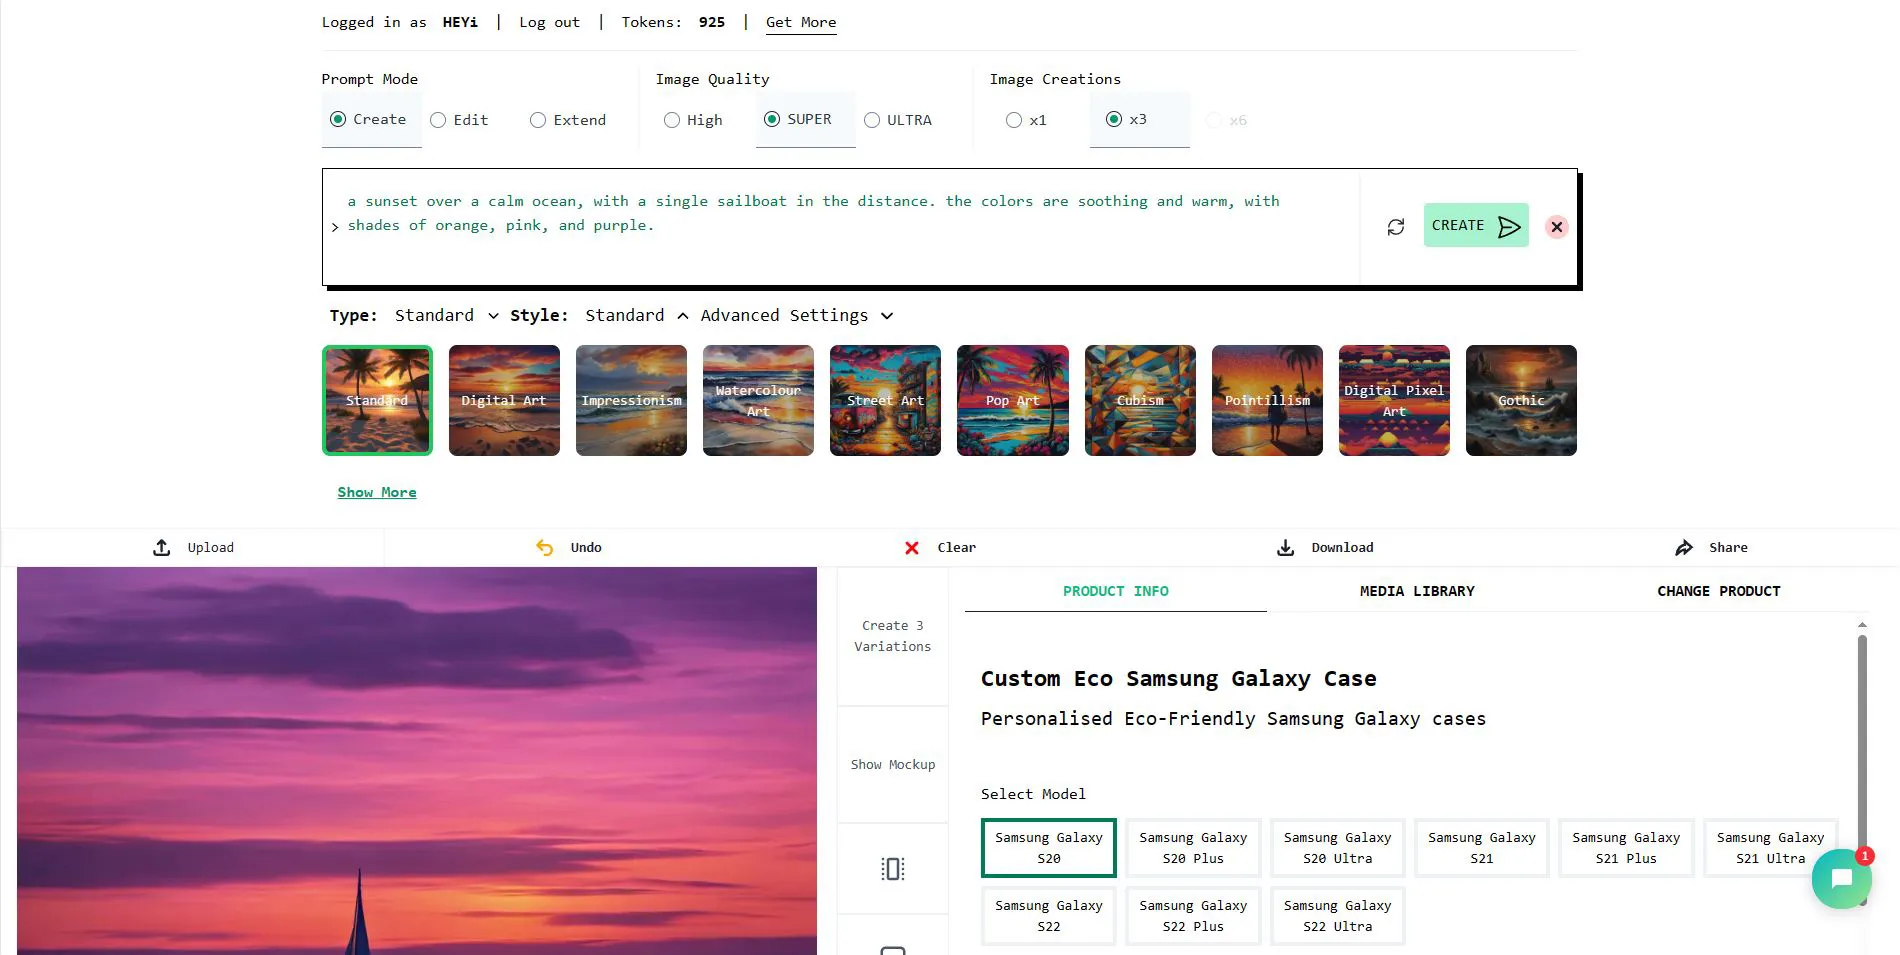 Logged in as HEYi | Log out | Tokens: 925 | Get More
Prompt Mode
Image Quality
Image Creations
Create
Edit
Extend
High
SUPER
ULTRA
x1
x3
x6
a sunset over a calm ocean, with a single sailboat in the distance. the colors are soothing and warm, with
> shades of orange, pink, and purple.
CREATE
Type: Standard Style: Standard Advanced Settings
Standard
Digital Art
Impressionism
Watercolour
Art
Street Art
Pop Art
Cubism
Pointillism
Digital Pixel
Art
Gothic
Show More
Upload
Undo
Clear
Download
Share
Create 3
Variations
Show Mockup
PRODUCT INFO
MEDIA LIBRARY
CHANGE PRODUCT
Custom Eco Samsung Galaxy Case
Personalised Eco-Friendly Samsung Galaxy cases
Select Model
Samsung Galaxy
S20
Samsung Galaxy
S20 Plus
Samsung Galaxy
S20 Ultra
Samsung Galaxy
S21
Samsung Galaxy
S21 Plus
Samsung Galaxy
S21 Ultra
Samsung Galaxy
S22
Samsung Galaxy
S22 Plus
Samsung Galaxy
S22 Ultra
1